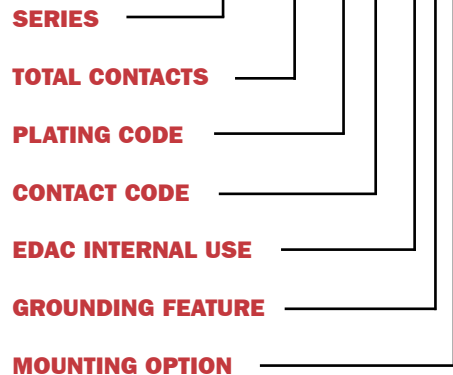 SERIES
TOTAL CONTACTS
PLATING CODE
CONTACT CODE
EDAC INTERNAL USE
GROUNDING FEATURE
MOUNTING OPTION